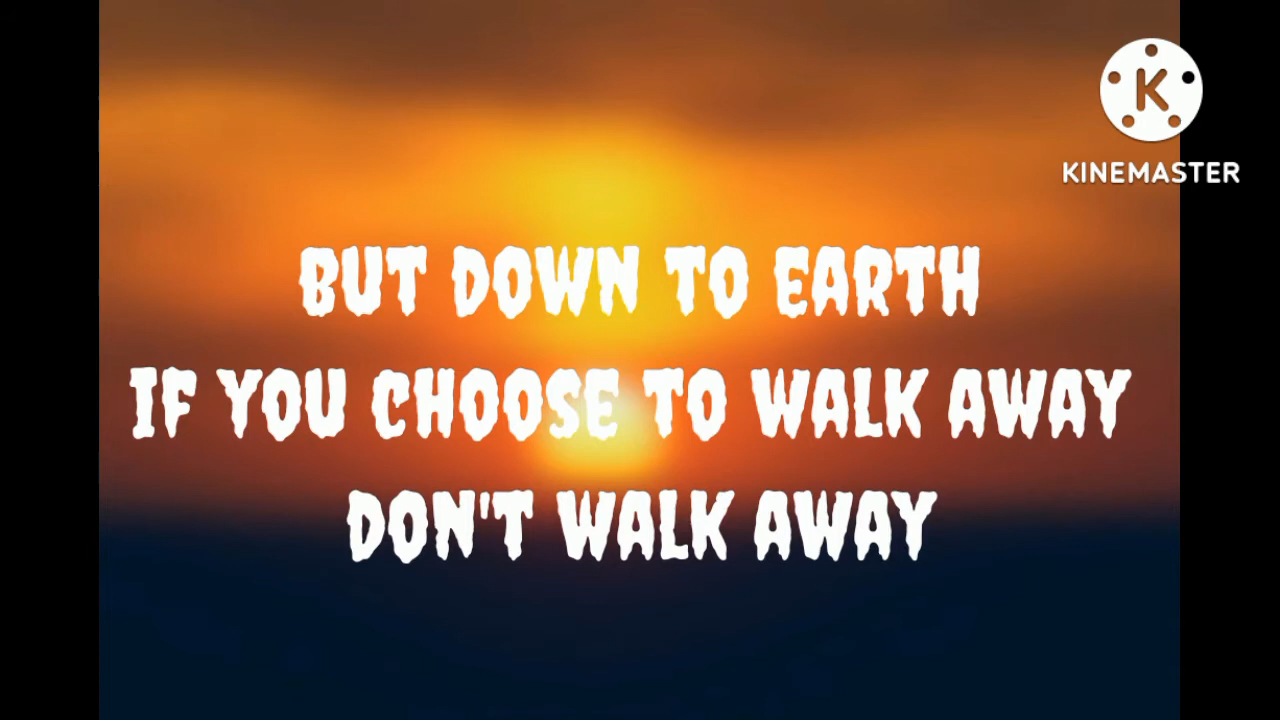 K
KINEMASTER
BUT DOWN TO EARTH
IF YOU CHOOSE TO WALK AWAY
DON'T WALK AWAY